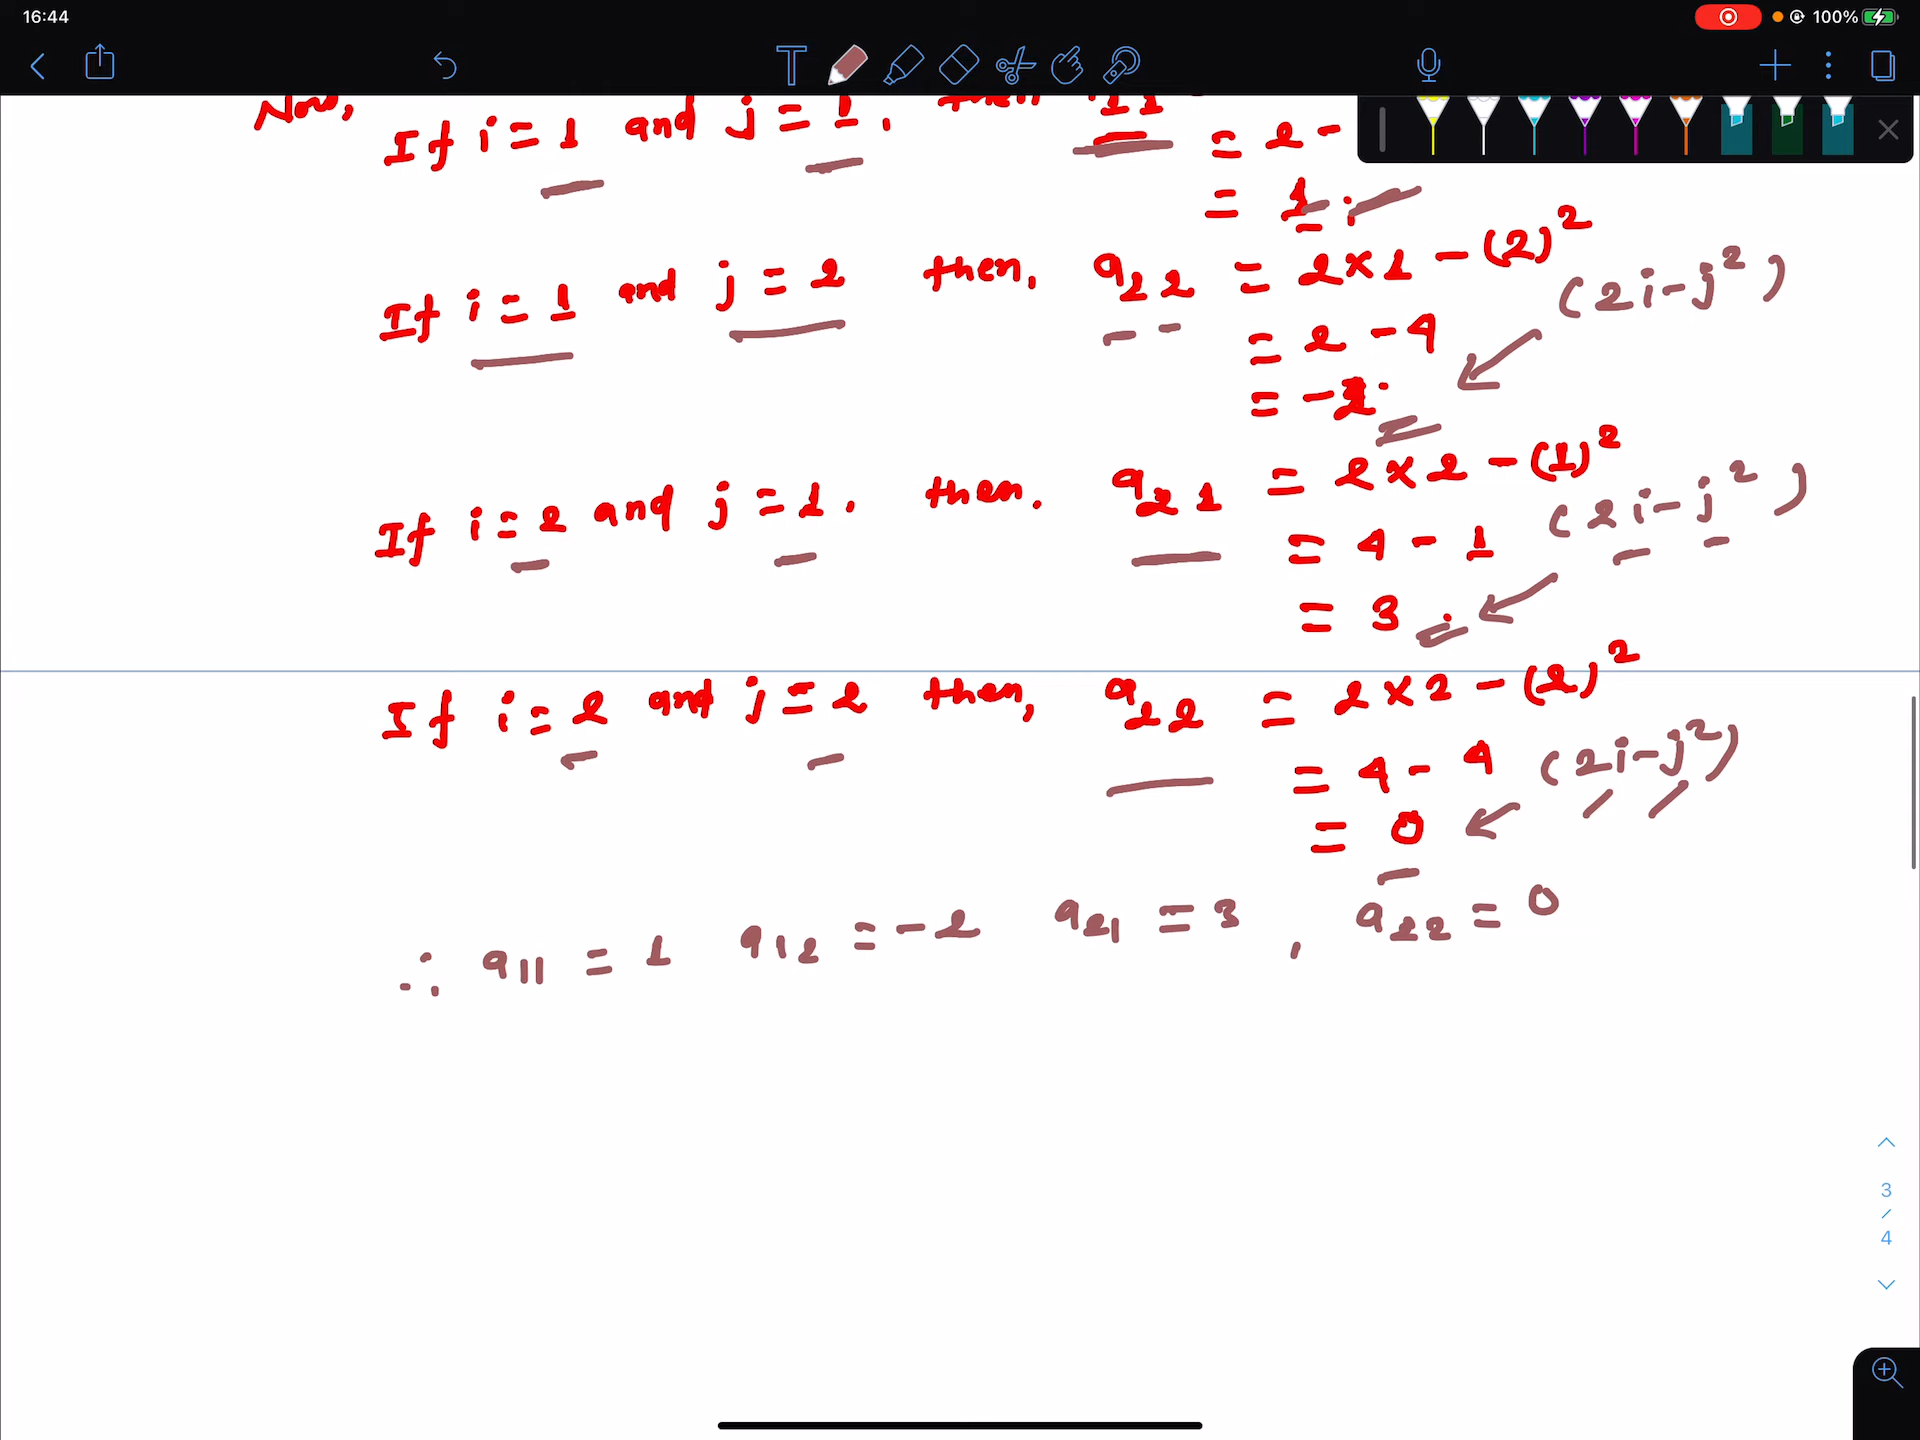 16:44
100%
T
Now,
If i = 1 and j = 1, then
= 2 -
= 1.
If i = 1 and j = 2 then, a22 = 2 × 1 - (2)²
(2i - j²)
= 2 - 4
= -2.
If i = 2 and j = 1, then, a21 = 2 × 2 - (1)²
= 4 - 1 (2i - j²)
= 3.
If i = 2 and j = 2 then, a22 = 2 × 2 - (2)²
= 4 - 4 (2i - j²)
= 0
∴ a11 = 1 a12 = -2 a21 = 3, a22 = 0
3
/
4